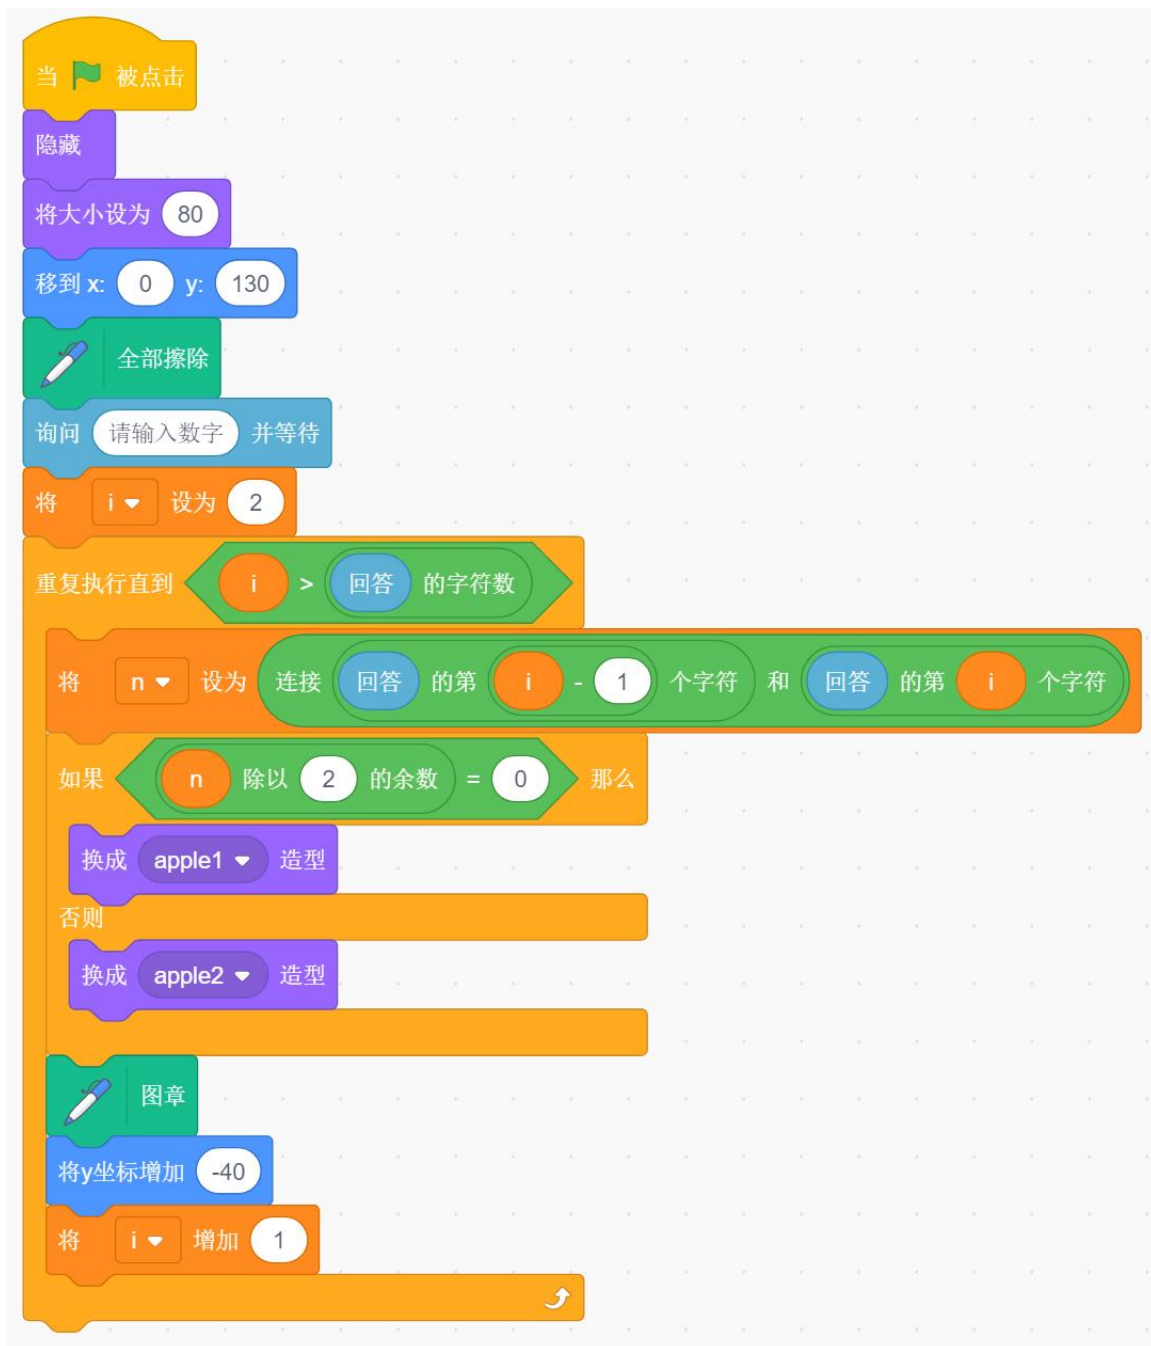 当 被点击
隐藏
将大小设为 80
移到 x: 0 y: 130
全部擦除
询问 请输入数字 并等待
将 i 设为 2
重复执行直到 i > 回答 的字符数
将 n 设为 连接 回答 的第 i - 1 个字符 和 回答 的第 i 个字符
如果 n 除以 2 的余数 = 0 那么
换成 apple1 造型
否则
换成 apple2 造型
图章
将y坐标增加 -40
将 i 增加 1